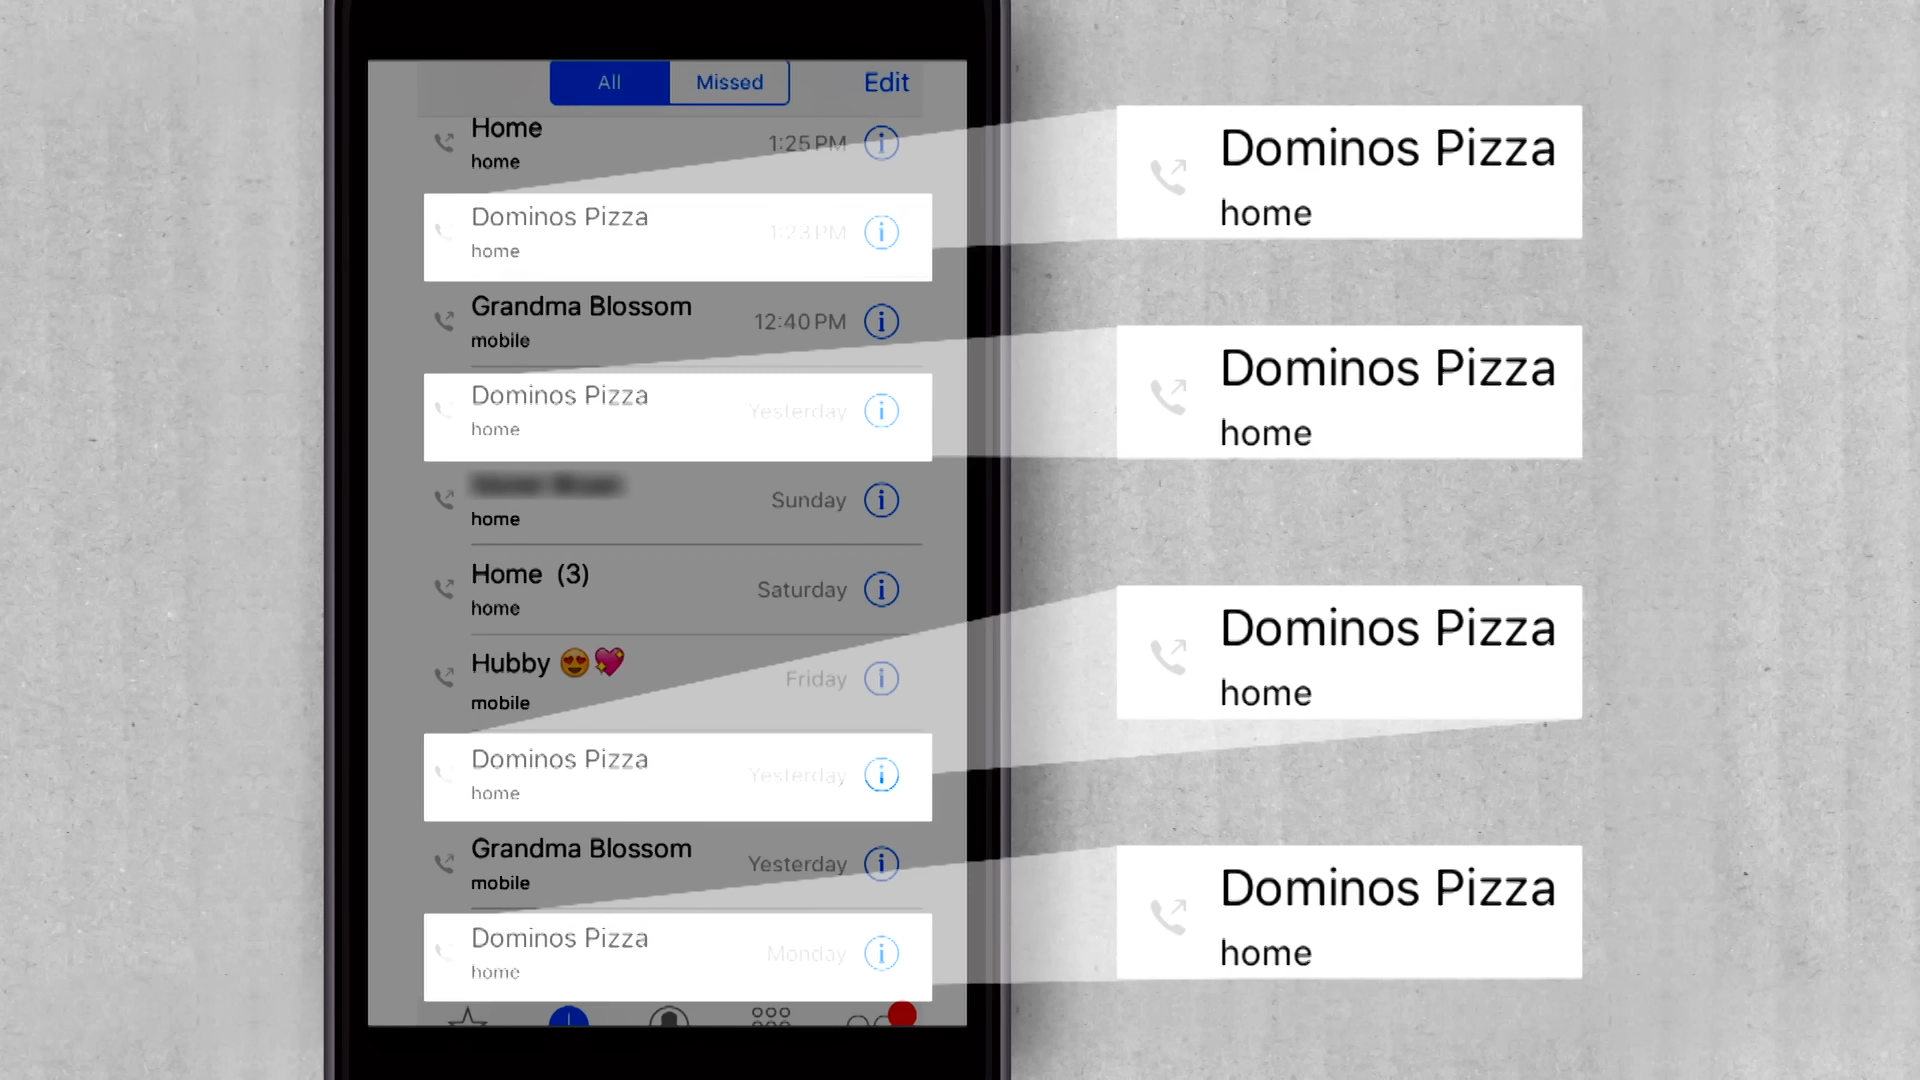 All Missed Edit
Home 1:25 PM
home
Dominos Pizza 1:23 PM
home
Grandma Blossom 12:40 PM
mobile
Dominos Pizza Yesterday
home
Sunday
home
Home (3) Saturday
home
Hubby 😍💖 Friday
mobile
Dominos Pizza Yesterday
home
Grandma Blossom Yesterday
mobile
Dominos Pizza Monday
home
Dominos Pizza
home
Dominos Pizza
home
Dominos Pizza
home
Dominos Pizza
home